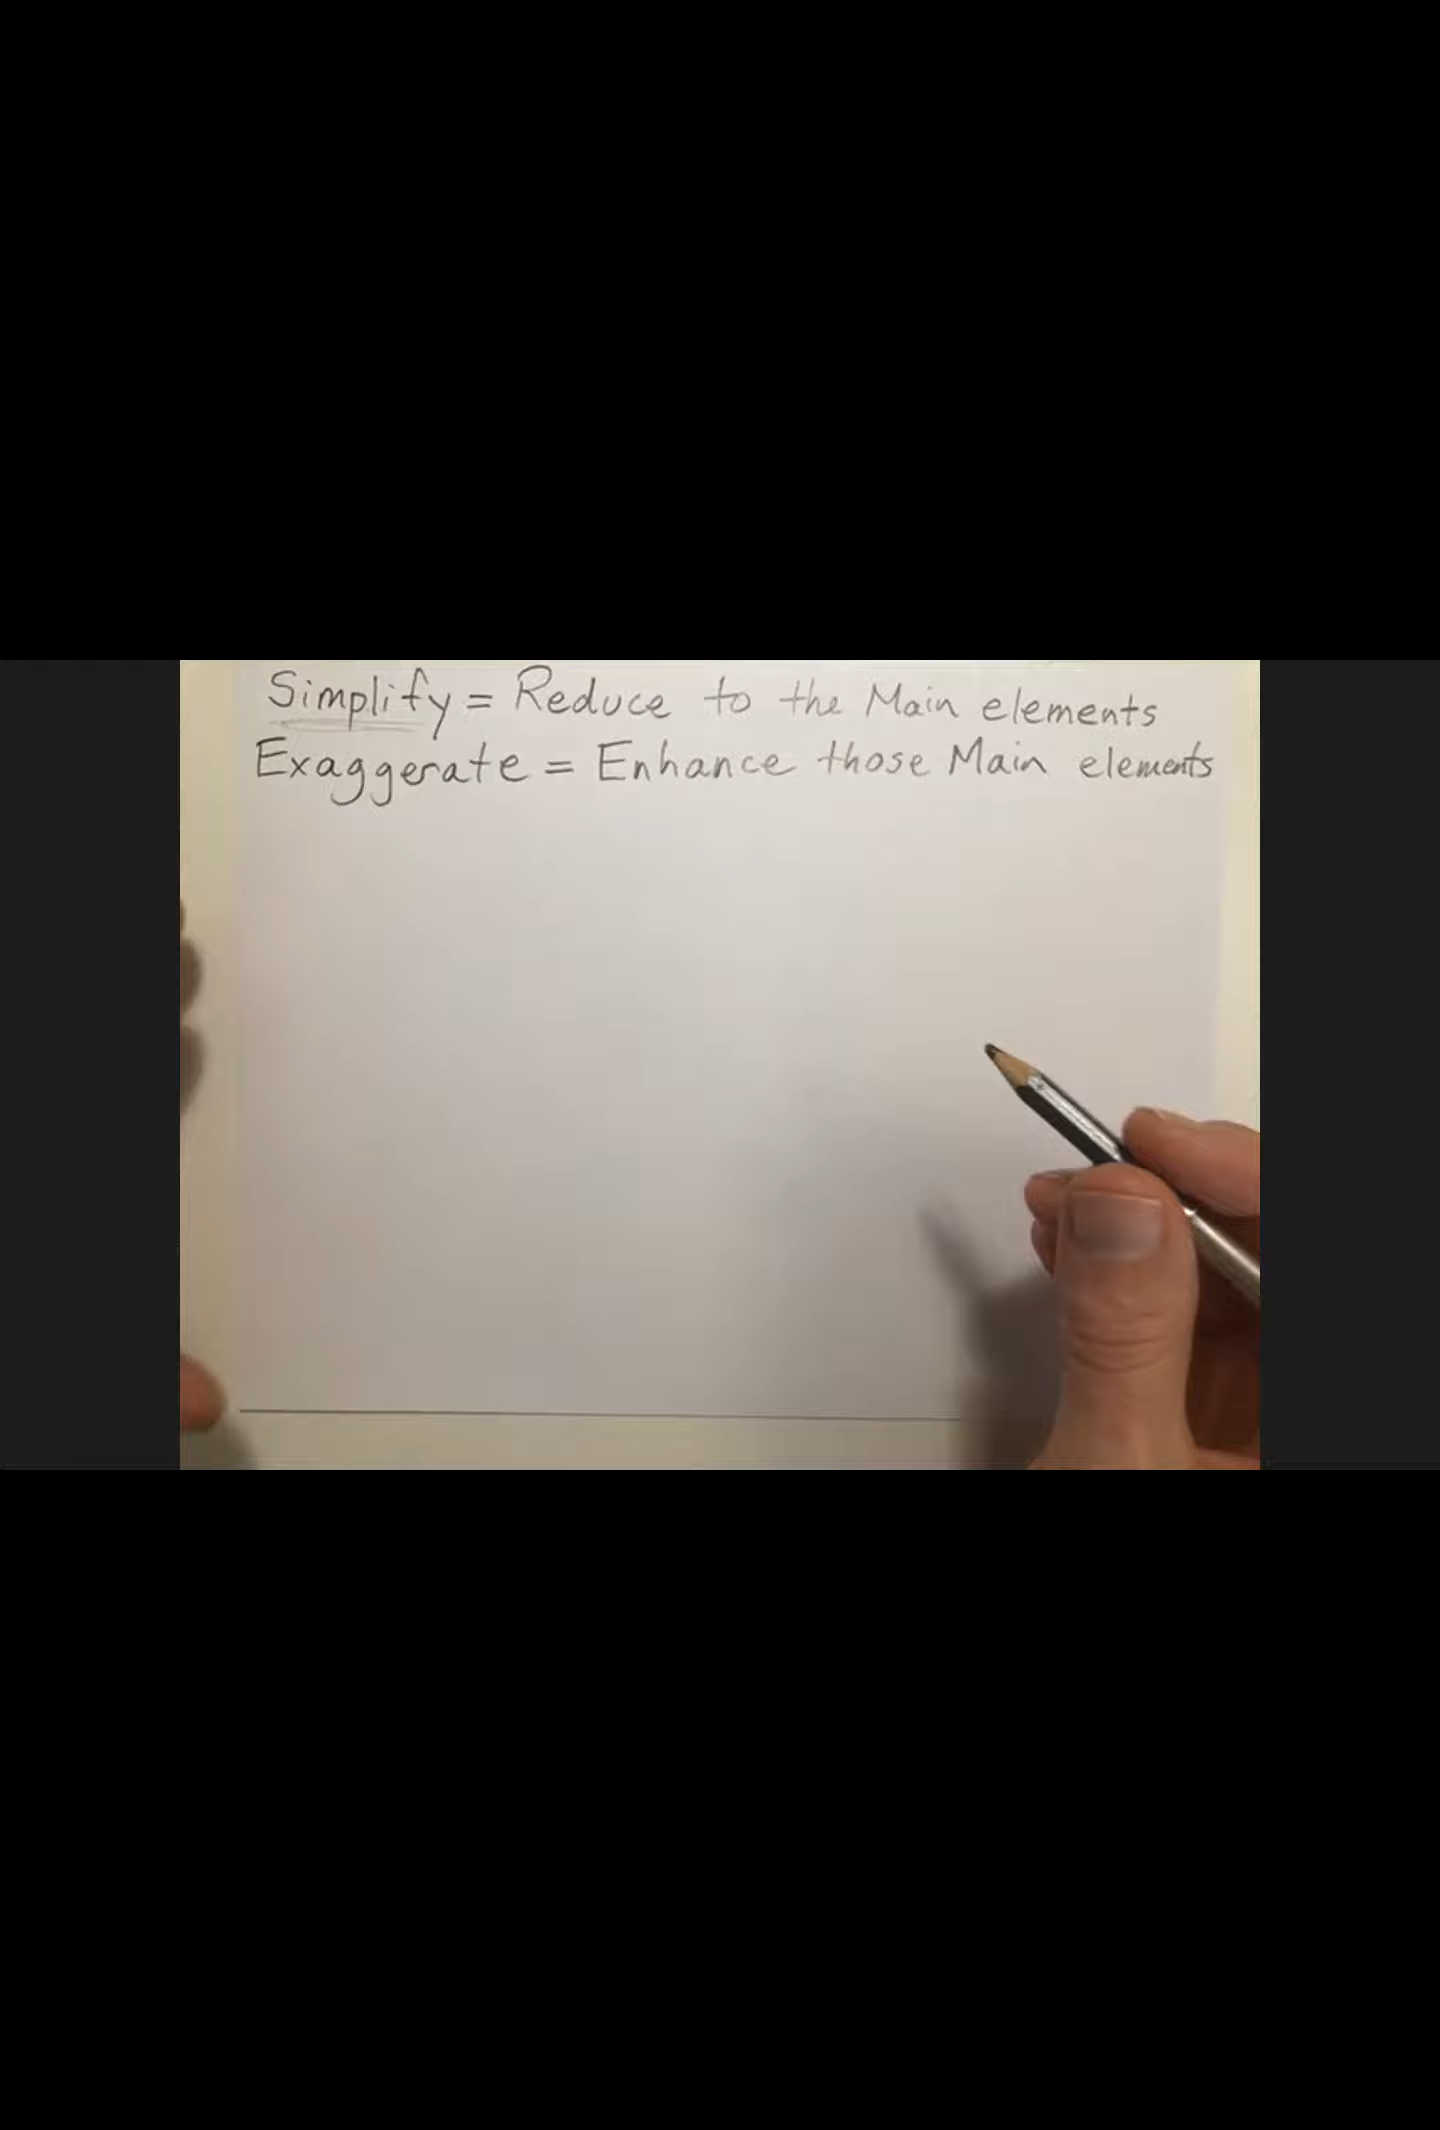 Simplify = Reduce to the Main elements
Exaggerate = Enhance those Main elements